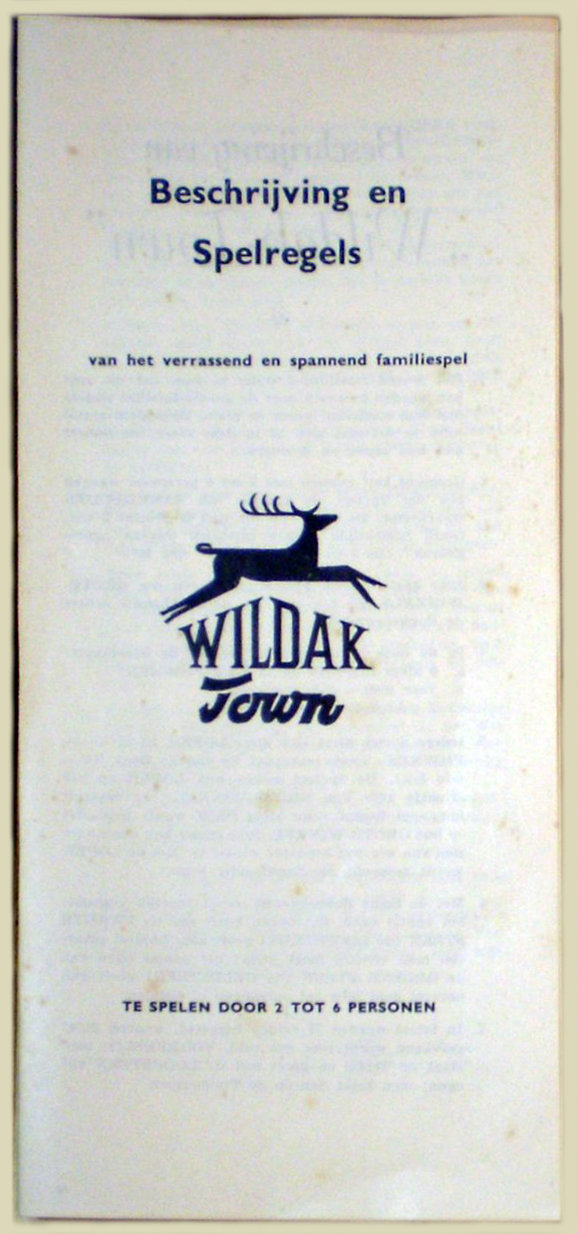 Beschrijving en
Spelregels
van het verrassend en spannend familiespel
WILDAK
Town
TE SPELEN DOOR 2 TOT 6 PERSONEN